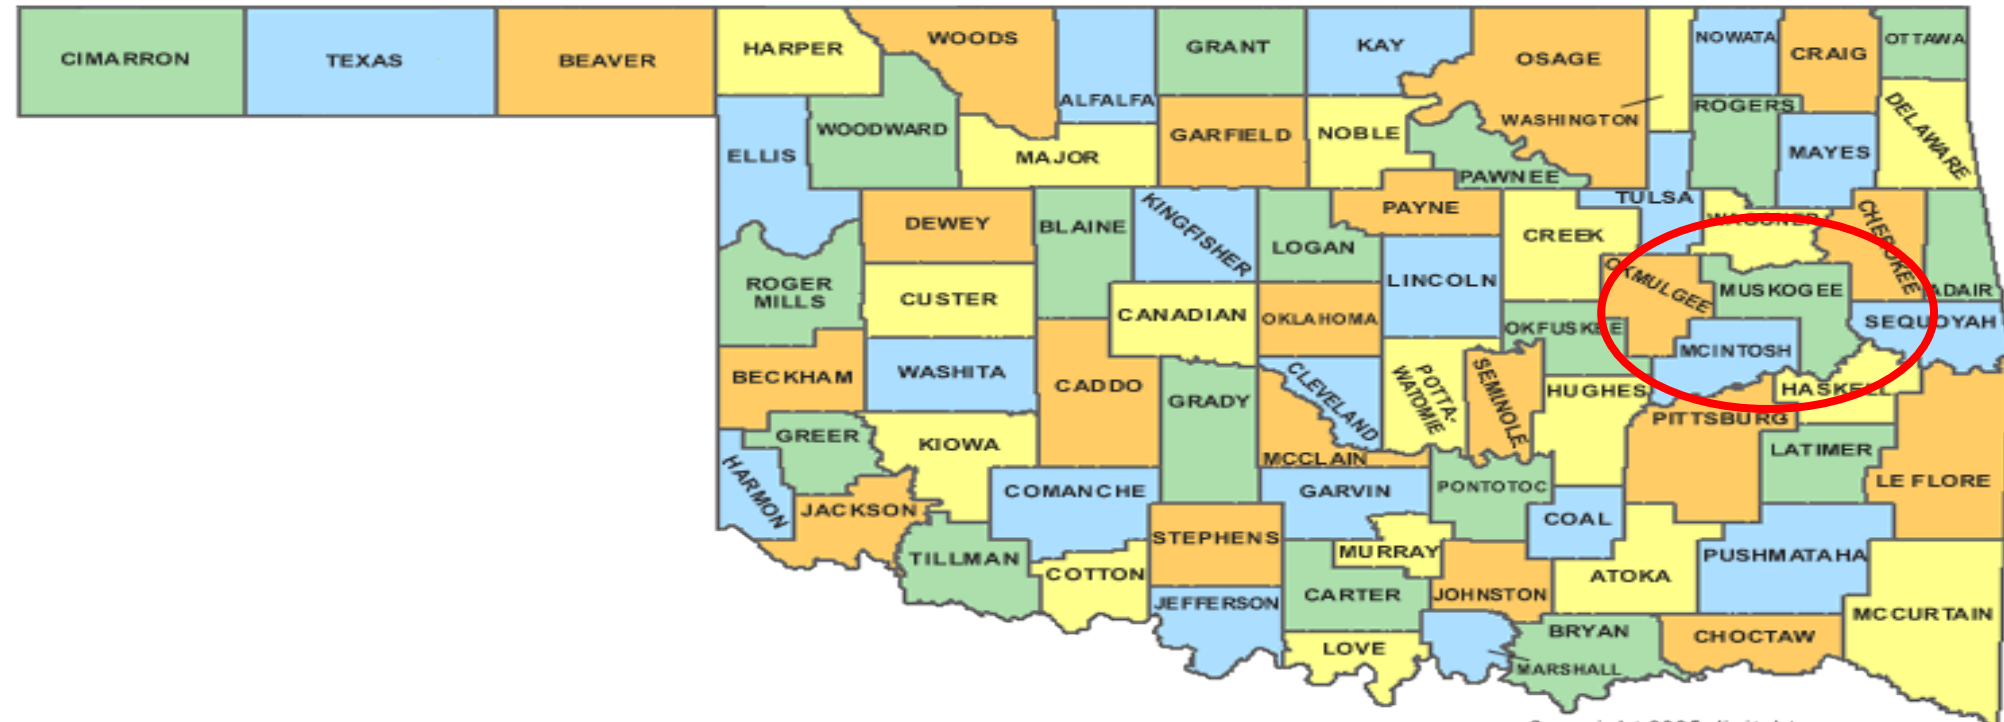 CIMARRON
TEXAS
BEAVER
HARPER
WOODS
ALFALFA
GRANT
KAY
OSAGE
WASHINGTON
NOWATA
CRAIG
OTTAWA
ELLIS
WOODWARD
MAJOR
GARFIELD
NOBLE
PAWNEE
ROGERS
MAYES
DELAWARE
ROGER
MILLS
DEWEY
BLAINE
KINGFISHER
LOGAN
PAYNE
CREEK
TULSA
WAGONER
CHEROKEE
ADAIR
CUSTER
CANADIAN
OKLAHOMA
LINCOLN
OKFUSKEE
OKMULGEE
MUSKOGEE
SEQUOYAH
BECKHAM
WASHITA
CADDO
GRADY
CLEVELAND
POTTA-
WATOMIE
SEMINOLE
HUGHES
MCINTOSH
HASKELL
PITTSBURG
GREER
KIOWA
MCCLAIN
LATIMER
LE FLORE
HARMON
JACKSON
COMANCHE
GARVIN
PONTOTOC
COAL
STEPHENS
MURRAY
PUSHMATAHA
TILLMAN
COTTON
JEFFERSON
CARTER
JOHNSTON
ATOKA
MCCURTAIN
LOVE
MARSHALL
BRYAN
CHOCTAW